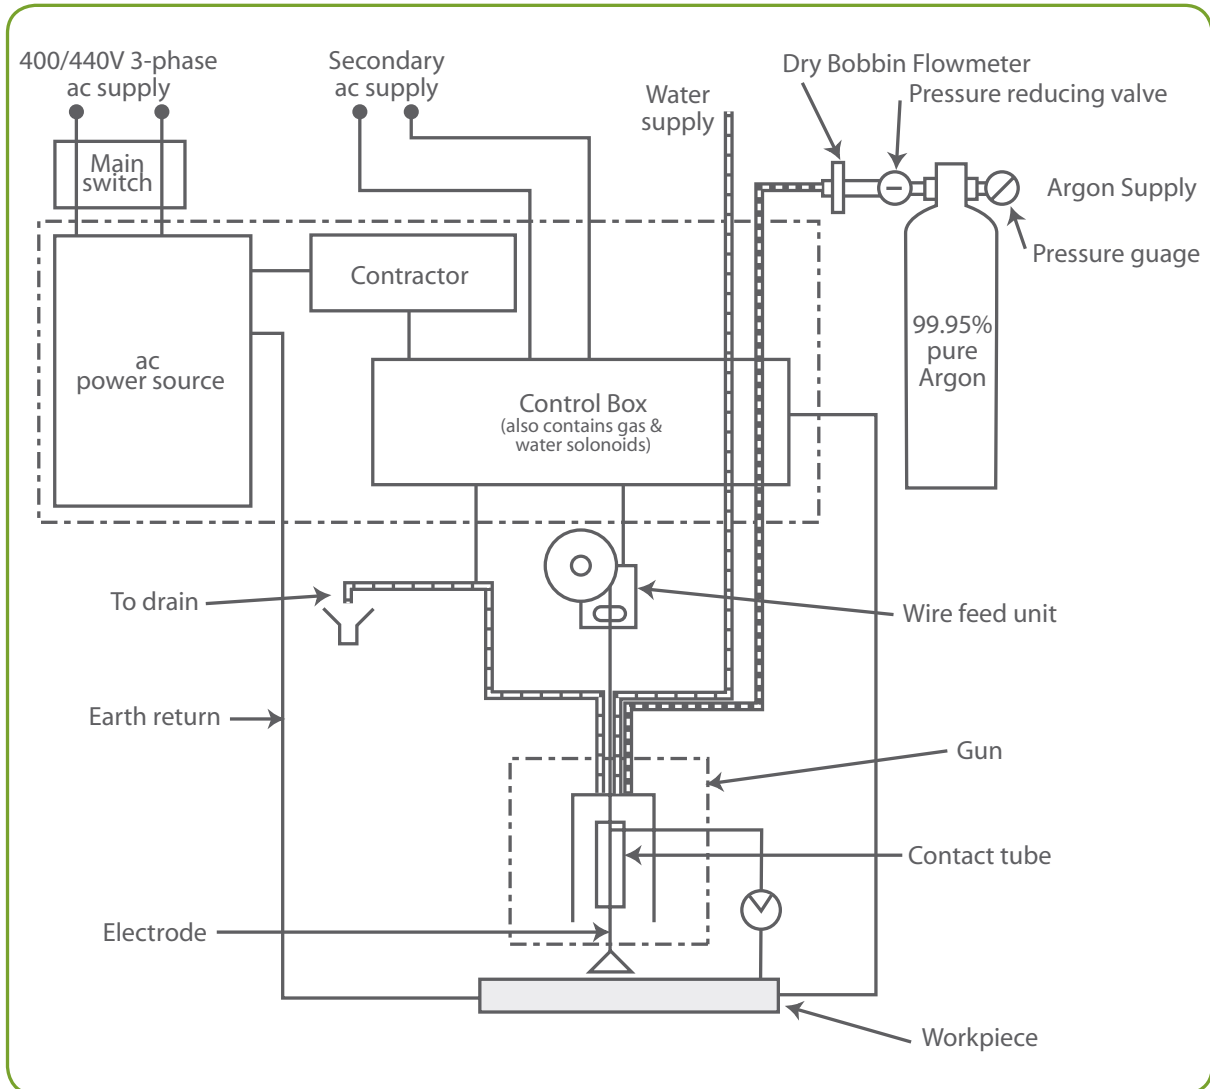 400/440V 3-phase
ac supply
Secondary
ac supply
Water
supply
Dry Bobbin Flowmeter
Pressure reducing valve
Main
switch
Argon Supply
Pressure guage
Contractor
ac
power source
99.95%
pure
Argon
Control Box
(also contains gas &
water solonoids)
To drain
Wire feed unit
Earth return
Gun
Contact tube
Electrode
Workpiece